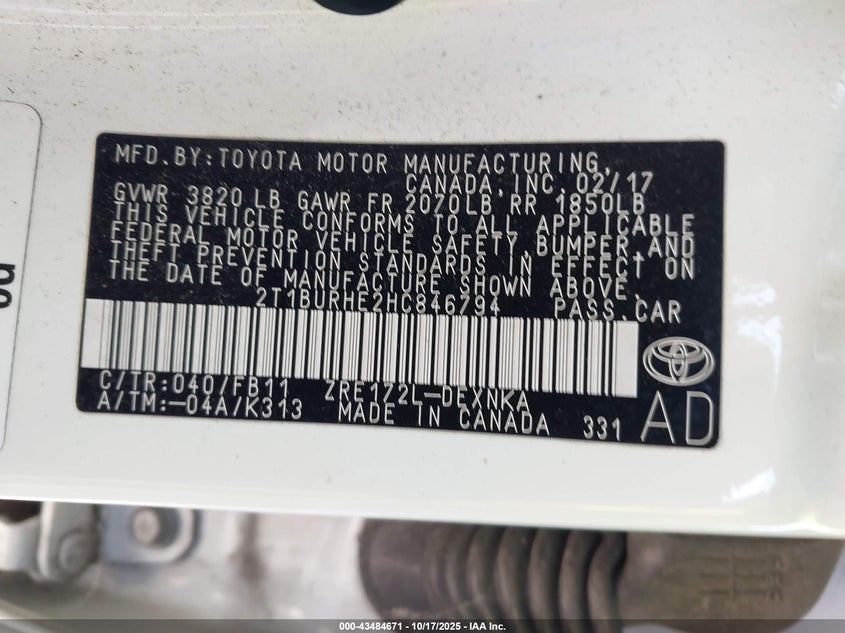 MFD.BY:TOYOTA MOTOR MANUFACTURING,
CANADA,INC.02/17
GVWR 3820 LB GAWR FR 2070LB RR 1850LB
THIS VEHICLE CONFORMS TO ALL APPLICABLE
FEDERAL MOTOR VEHICLE SAFETY,BUMPER,AND
THEFT PREVENTION STANDARDS IN EFFECT ON
THE DATE OF MANUFACTURE SHOWN ABOVE.
2T1BURHE2HC846794 PASS.CAR
C/TR:040/FB11 ZRE172L-DEXNKA
A/TM:-04A/K313 MADE IN CANADA 331 AD
000-43484671 - 10/17/2025 - IAA Inc.